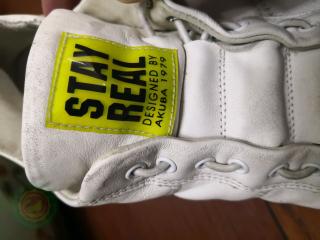 STAY
REAL
DESIGNED BY
AKUBA 1979